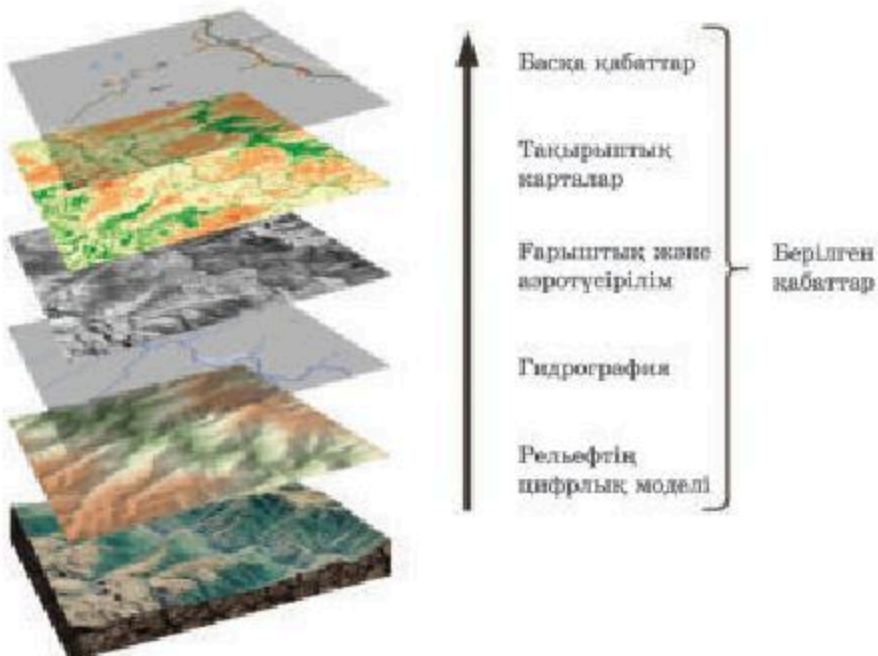 Басқа қабаттар
Тақырыптық
карталар
Ғарыштық және
аэротүсірілім
Берілген
қабаттар
Гидрография
Рельефтің
цифрлық моделі